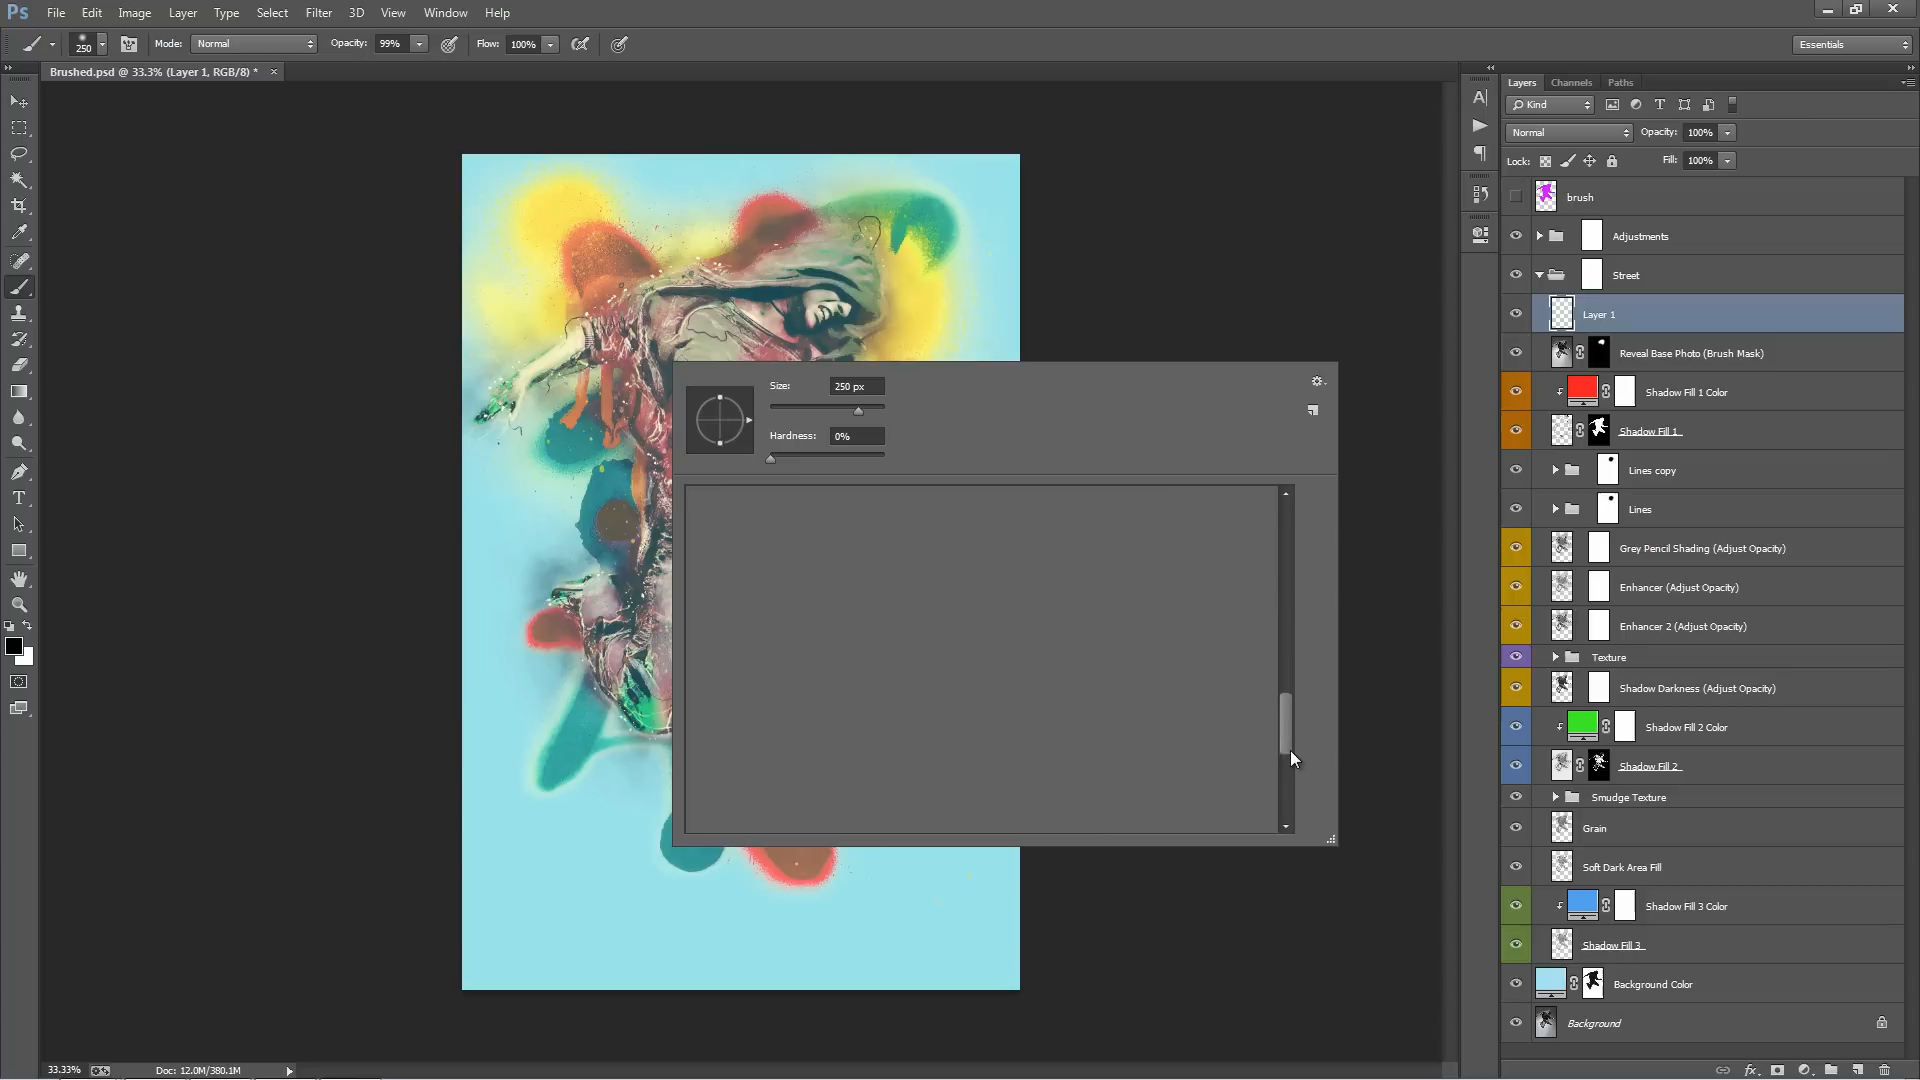 Ps File Edit Image Layer Type Select Filter 3D View Window Help
250 Mode: Normal Opacity: 99% Flow: 100% Essentials
Brushed.psd @ 33.3% (Layer 1, RGB/8) *
Layers Channels Paths
Kind
Normal Opacity: 100%
Lock: Fill: 100%
brush
Adjustments
Street
Layer 1
Reveal Base Photo (Brush Mask)
Shadow Fill 1 Color
Shadow Fill 1
Lines copy
Lines
Grey Pencil Shading (Adjust Opacity)
Enhancer (Adjust Opacity)
Enhancer 2 (Adjust Opacity)
Texture
Shadow Darkness (Adjust Opacity)
Shadow Fill 2 Color
Shadow Fill 2
Smudge Texture
Grain
Soft Dark Area Fill
Shadow Fill 3 Color
Shadow Fill 3
Background Color
Background
Size: 250 px
Hardness: 0%
33.33% Doc: 12.0M/380.1M